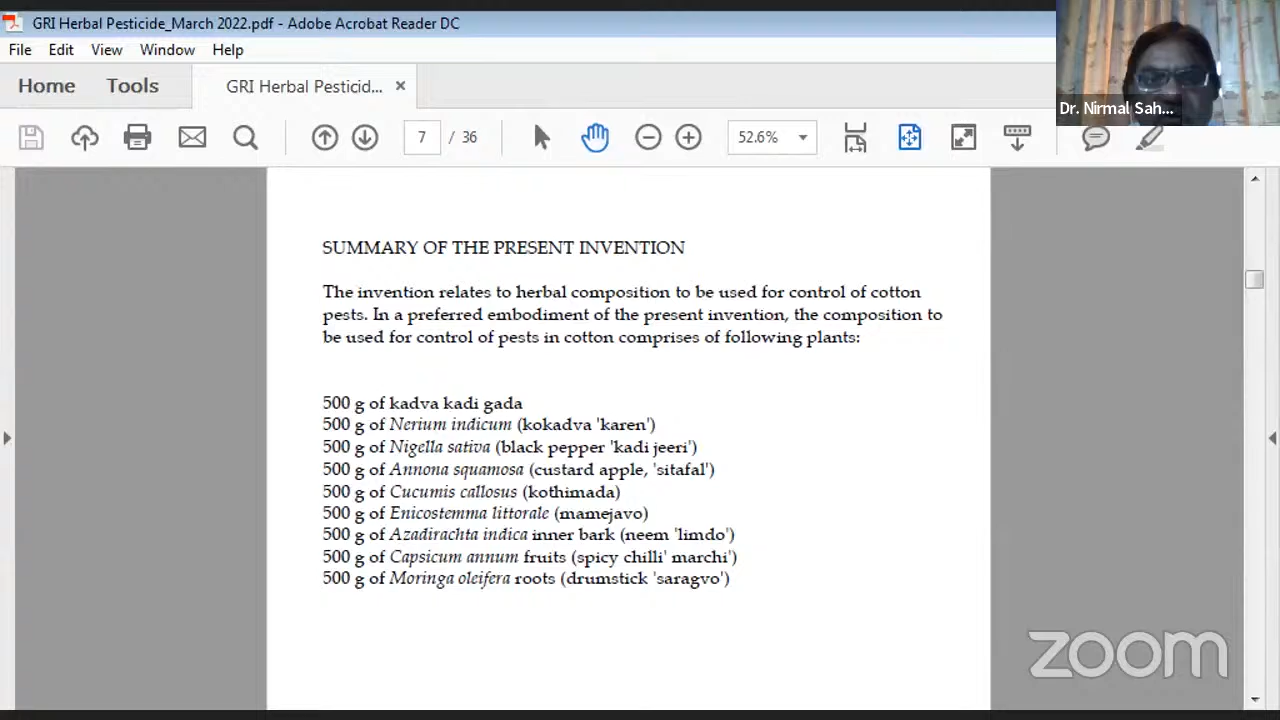 GRI Herbal Pesticide_March 2022.pdf - Adobe Acrobat Reader DC
File Edit View Window Help
Home Tools GRI Herbal Pesticid... ×
7 / 36 52.6%
Dr. Nirmal Sah...
SUMMARY OF THE PRESENT INVENTION
The invention relates to herbal composition to be used for control of cotton
pests. In a preferred embodiment of the present invention, the composition to
be used for control of pests in cotton comprises of following plants:
500 g of kadva kadi gada
500 g of Nerium indicum (kokadva 'karen')
500 g of Nigella sativa (black pepper 'kadi jeeri')
500 g of Annona squamosa (custard apple, 'sitafal')
500 g of Cucumis callosus (kothimada)
500 g of Enicostemma littorale (mamejavo)
500 g of Azadirachta indica inner bark (neem 'limdo')
500 g of Capsicum annum fruits (spicy chilli' marchi')
500 g of Moringa oleifera roots (drumstick 'saragvo')
zoom